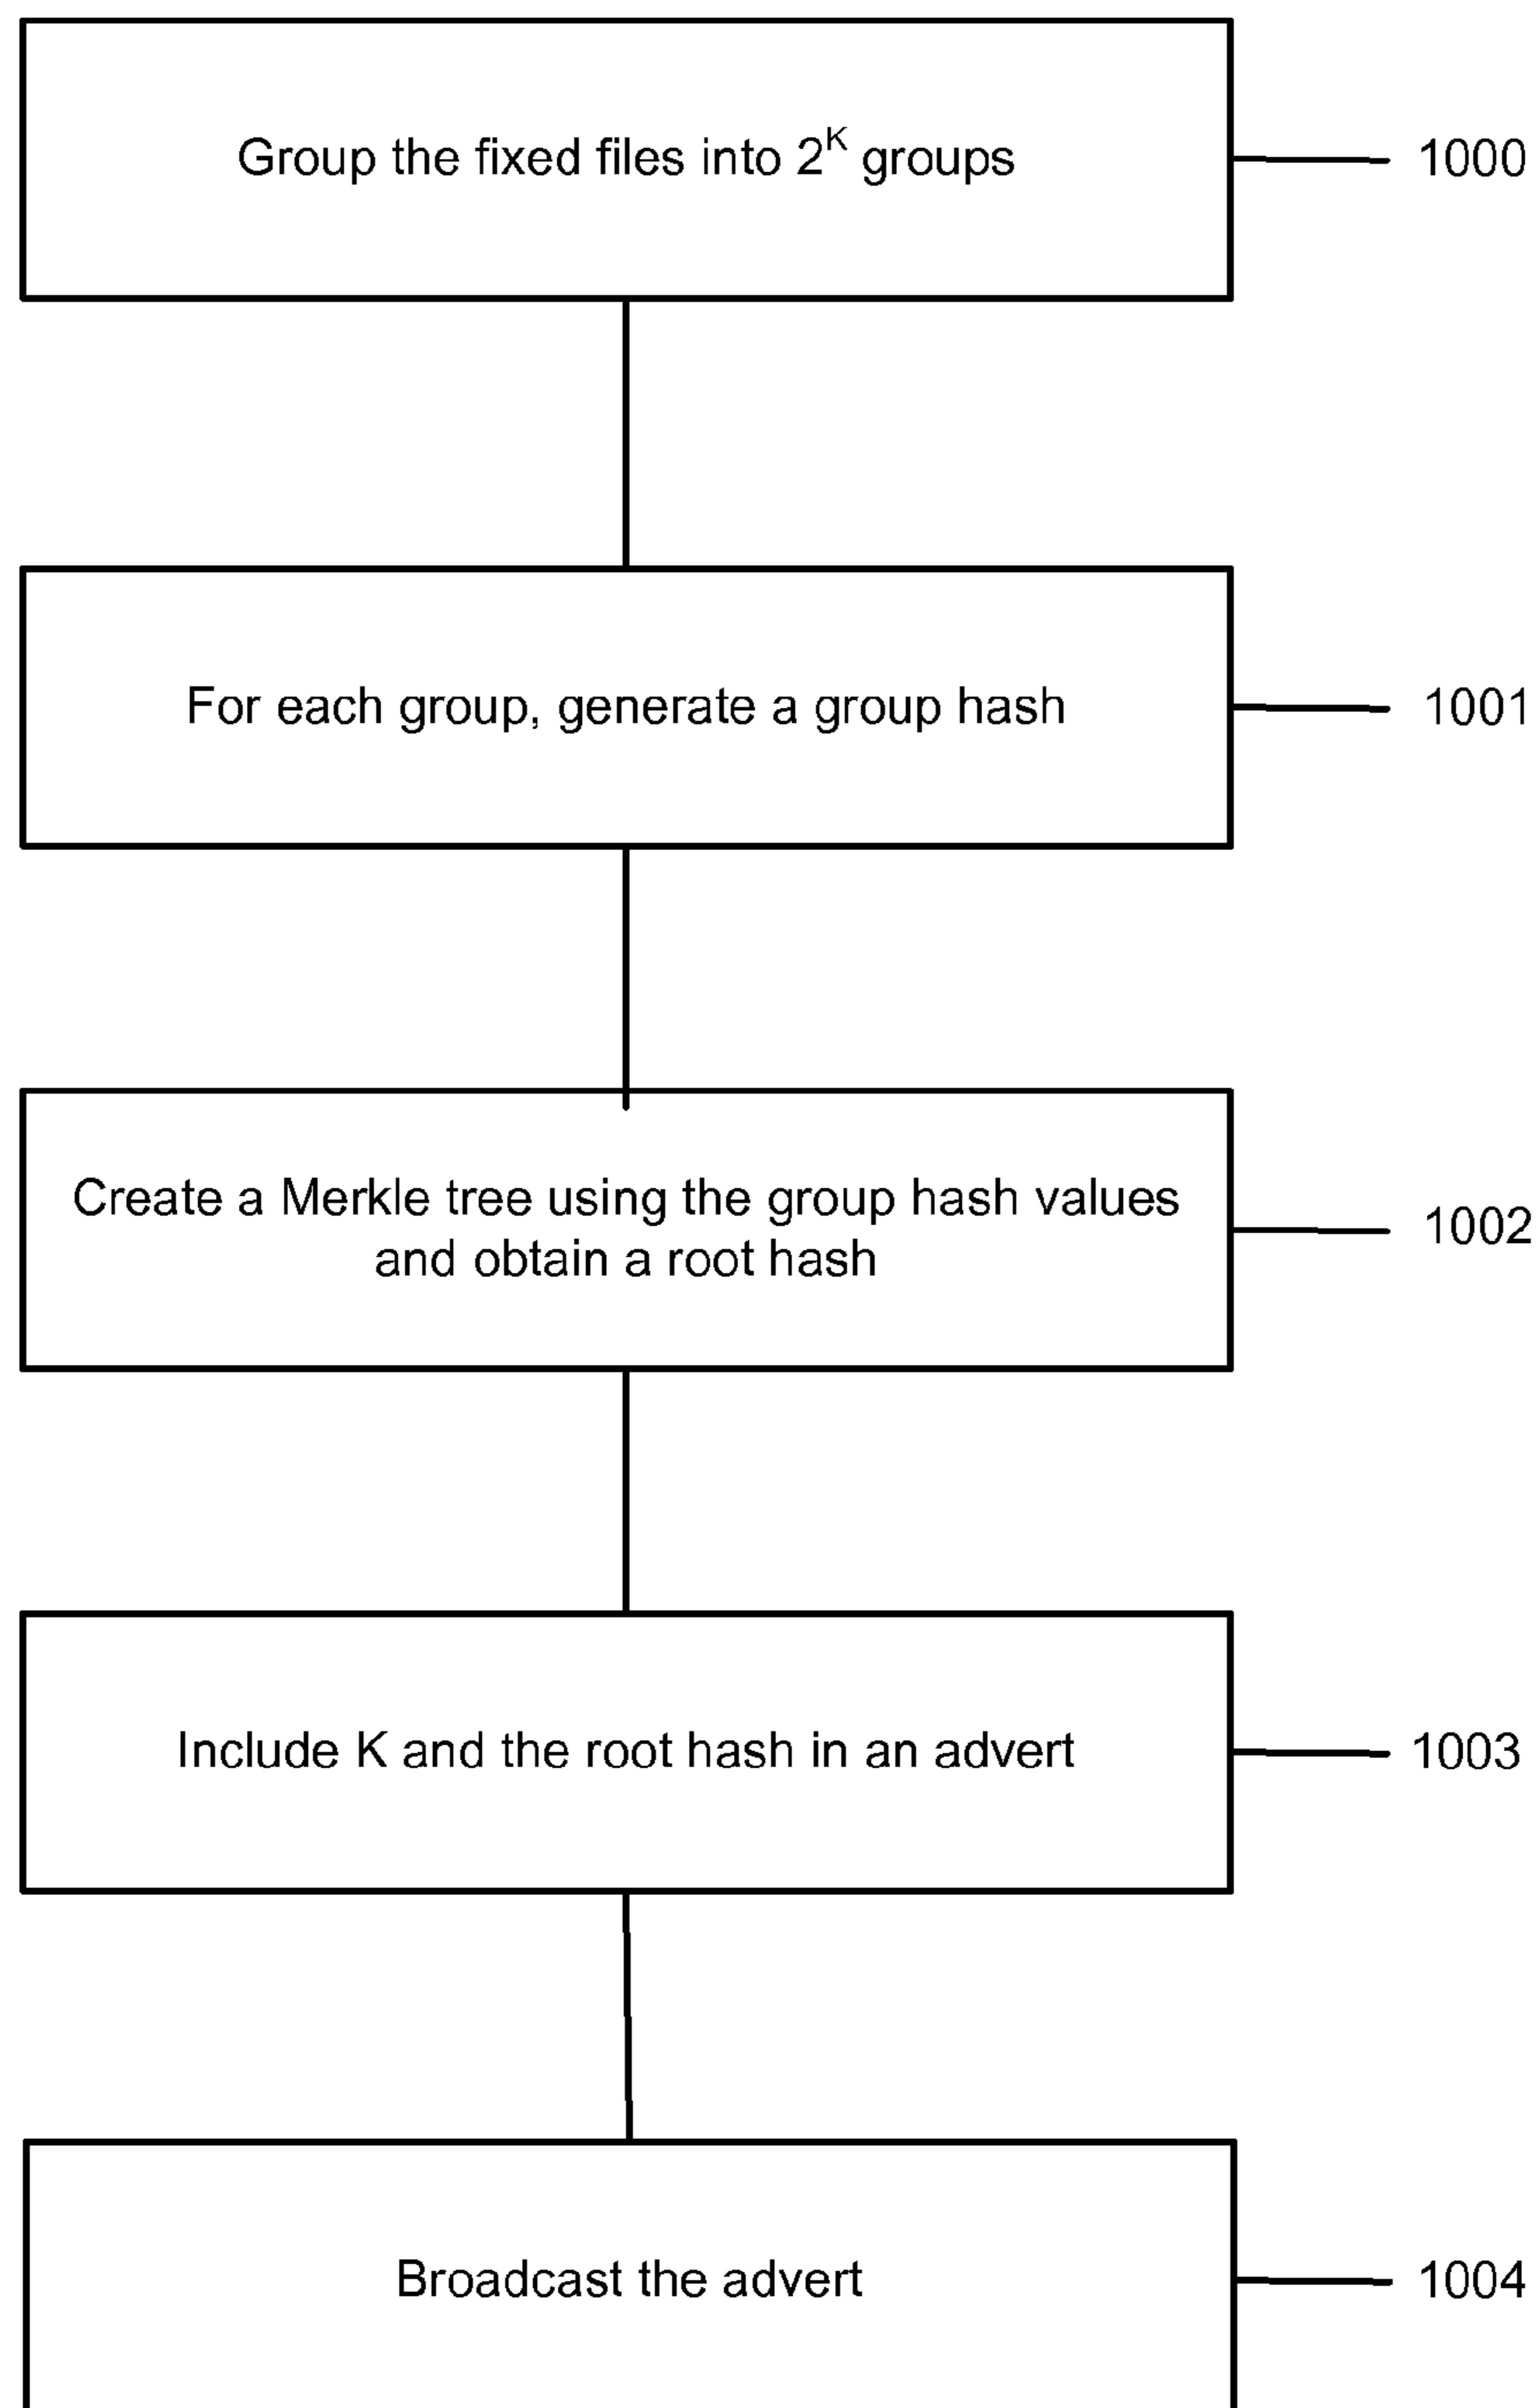 Group the fixed files into 2^K groups
1000
For each group, generate a group hash
1001
Create a Merkle tree using the group hash values
and obtain a root hash
1002
Include K and the root hash in an advert
1003
Broadcast the advert
1004